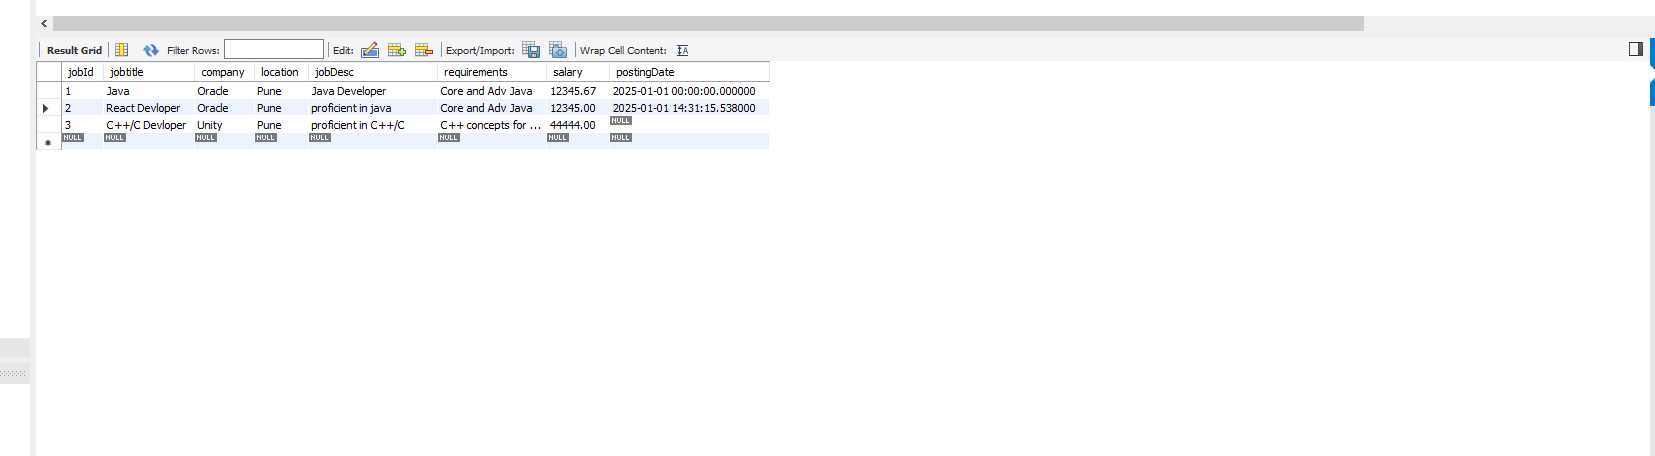 Result Grid Filter Rows: Edit: Export/Import: Wrap Cell Content:
jobId jobtitle company location jobDesc requirements salary postingDate
1 Java Oracle Pune Java Developer Core and Adv Java 12345.67 2025-01-01 00:00:00.000000
2 React Devloper Oracle Pune proficient in java Core and Adv Java 12345.00 2025-01-01 14:31:15.538000
3 C++/C Devloper Unity Pune proficient in C++/C C++ concepts for ... 44444.00 NULL
NULL NULL NULL NULL NULL NULL NULL NULL